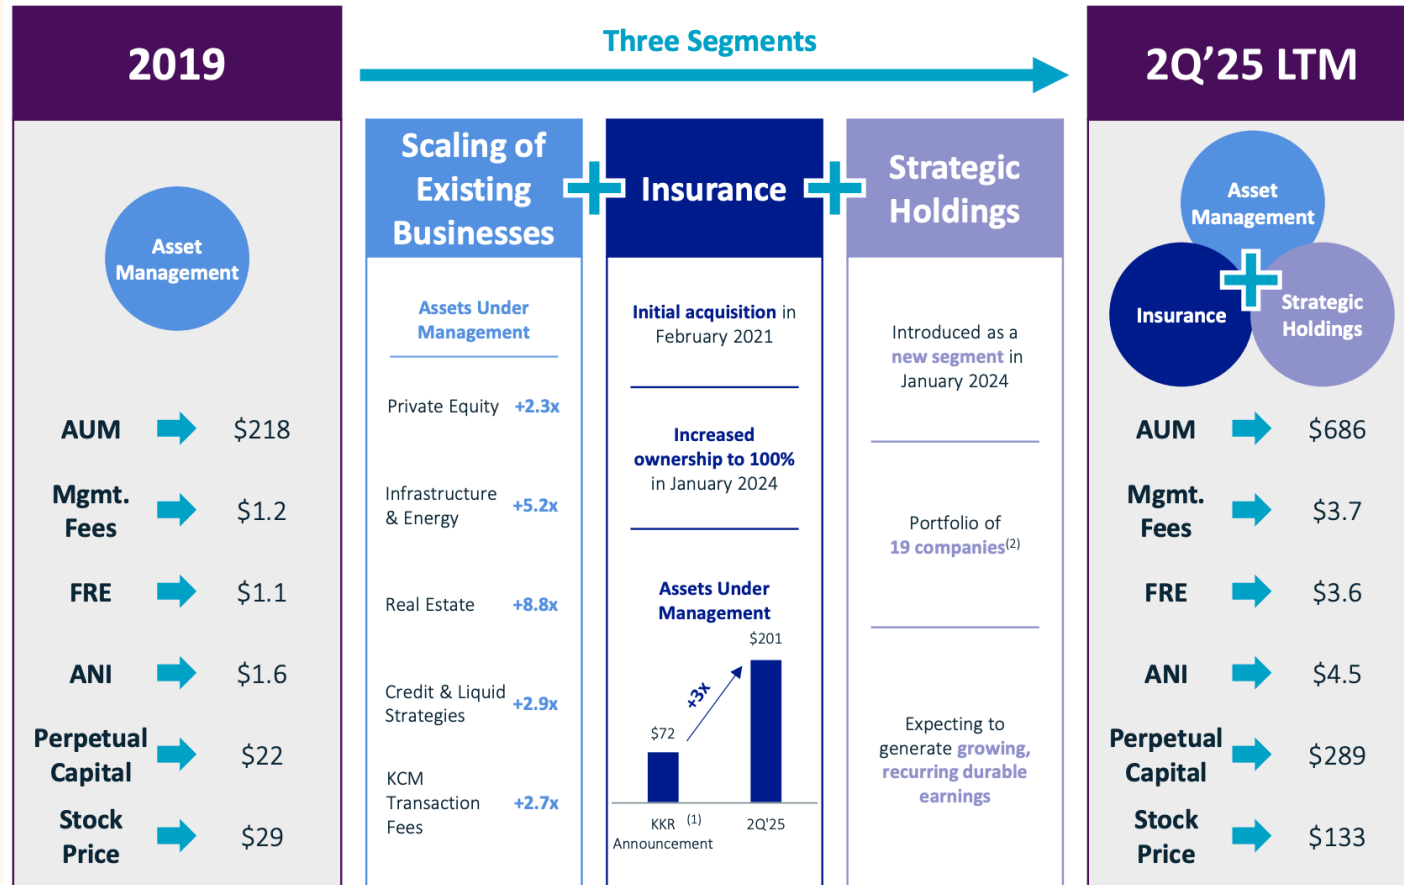 2019
Asset
Management
AUM $218
Mgmt.
Fees $1.2
FRE $1.1
ANI $1.6
Perpetual
Capital $22
Stock
Price $29
Three Segments
Scaling of
Existing
Businesses
Assets Under
Management
Private Equity +2.3x
Infrastructure
& Energy +5.2x
Real Estate +8.8x
Credit & Liquid
Strategies +2.9x
KCM
Transaction
Fees +2.7x
Insurance
Initial acquisition in
February 2021
Increased
ownership to 100%
in January 2024
Assets Under
Management
$201
+3x
$72
KKR (1)
Announcement
2Q'25
Strategic
Holdings
Introduced as a
new segment in
January 2024
Portfolio of
19 companies(2)
Expecting to
generate growing,
recurring durable
earnings
2Q’25 LTM
Asset
Management
Insurance
Strategic
Holdings
AUM $686
Mgmt.
Fees $3.7
FRE $3.6
ANI $4.5
Perpetual
Capital $289
Stock
Price $133